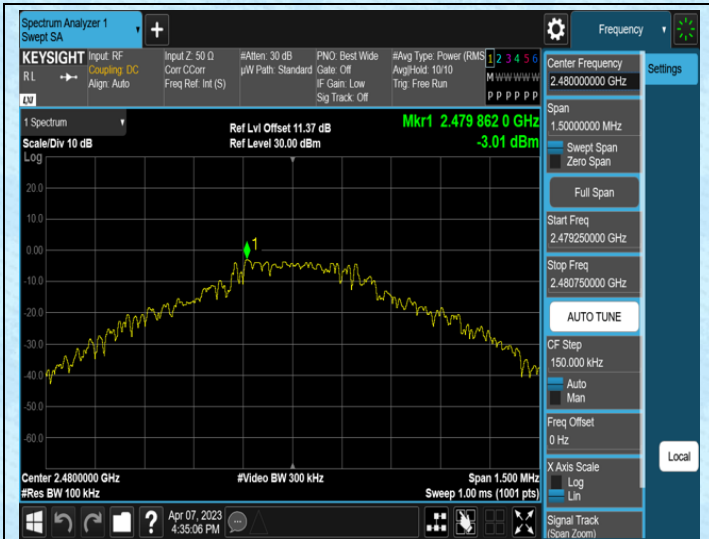 Spectrum Analyzer 1
Swept SA
Frequency
KEYSIGHT
RL
LXI
Input: RF
Coupling: DC
Align: Auto
Input Z: 50 Ω
Corr CCorr
Freq Ref: Int (S)
#Atten: 30 dB
µW Path: Standard
PNO: Best Wide
Gate: Off
IF Gain: Low
Sig Track: Off
#Avg Type: Power (RMS
Avg|Hold: 10/10
Trig: Free Run
1 2 3 4 5 6
M W W W W W
P P P P P P
1 Spectrum
Scale/Div 10 dB
Log
Ref Lvl Offset 11.37 dB
Ref Level 30.00 dBm
Mkr1 2.479 862 0 GHz
-3.01 dBm
20.0
10.0
0.00
-10.0
-20.0
-30.0
-40.0
-50.0
-60.0
1
Center 2.4800000 GHz
#Res BW 100 kHz
#Video BW 300 kHz
Span 1.500 MHz
Sweep 1.00 ms (1001 pts)
Center Frequency
2.480000000 GHz
Span
1.50000000 MHz
Swept Span
Zero Span
Full Span
Start Freq
2.479250000 GHz
Stop Freq
2.480750000 GHz
AUTO TUNE
CF Step
150.000 kHz
Auto
Man
Freq Offset
0 Hz
X Axis Scale
Log
Lin
Signal Track
(Span Zoom)
Settings
Local
?
Apr 07, 2023
4:35:06 PM